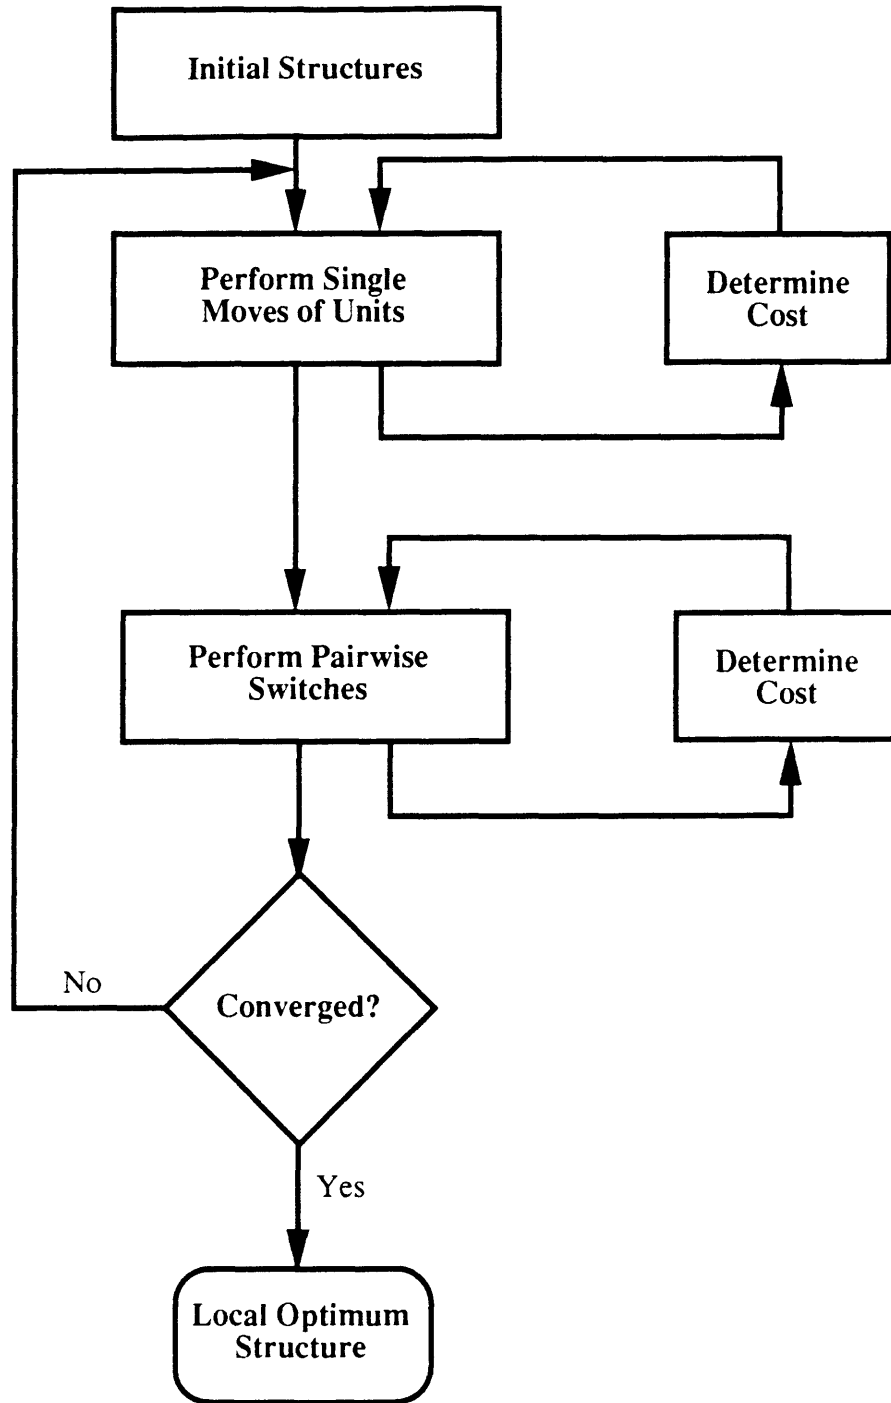 Initial Structures
Perform Single
Moves of Units
Determine
Cost
Perform Pairwise
Switches
Determine
Cost
Converged?
No
Yes
Local Optimum
Structure